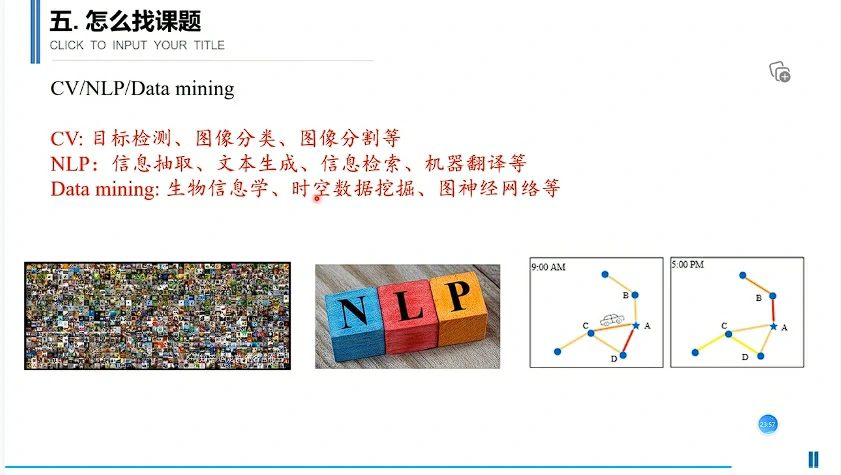 五. 怎么找课题
CLICK TO INPUT YOUR TITLE
CV/NLP/Data mining
CV: 目标检测、图像分类、图像分割等
NLP：信息抽取、文本生成、信息检索、机器翻译等
Data mining: 生物信息学、时空数据挖掘、图神经网络等
NLP
9:00 AM
B
C
A
D
5:00 PM
B
C
A
D
23:57